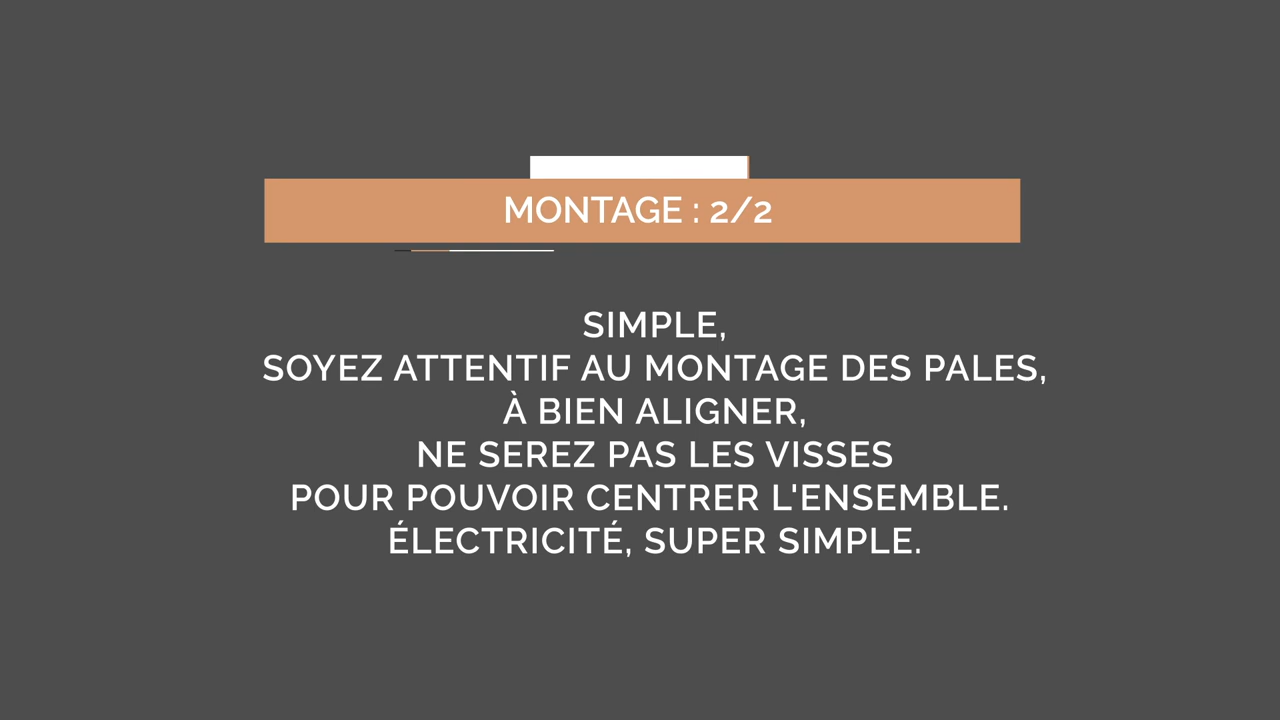 MONTAGE : 2/2
SIMPLE,
SOYEZ ATTENTIF AU MONTAGE DES PALES,
À BIEN ALIGNER,
NE SEREZ PAS LES VISSES
POUR POUVOIR CENTRER L'ENSEMBLE.
ÉLECTRICITÉ, SUPER SIMPLE.